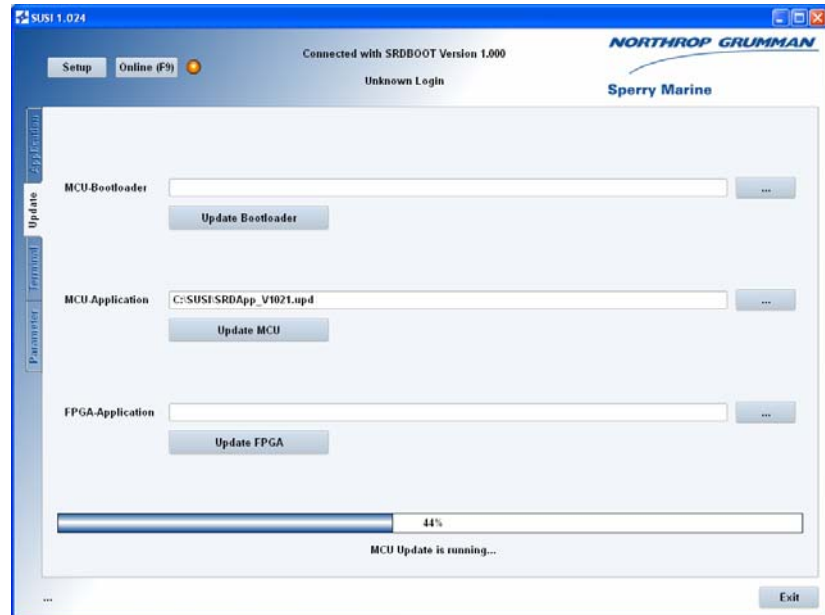 SUSI 1.024
Setup
Online (F9)
Connected with SRDBOOT Version 1.000
Unknown Login
NORTHROP GRUMMAN
Sperry Marine
Application
Update
Terminal
Parameter
MCU-Bootloader
...
Update Bootloader
MCU-Application
C:\SUSI\SRDApp_V1021.upd
...
Update MCU
FPGA-Application
...
Update FPGA
44%
MCU Update is running...
...
Exit